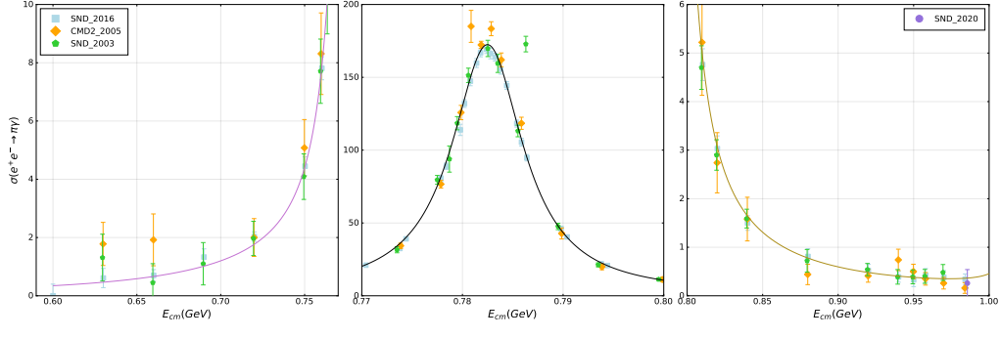 σ(e⁺e⁻ → πγ)
10
8
6
4
2
0
SND_2016
CMD2_2005
SND_2003
0.60 0.65 0.70 0.75
E_cm(GeV)
200
150
100
50
0
0.77 0.78 0.79 0.80
E_cm(GeV)
6
5
4
3
2
1
0
SND_2020
0.80 0.85 0.90 0.95 1.00
E_cm(GeV)